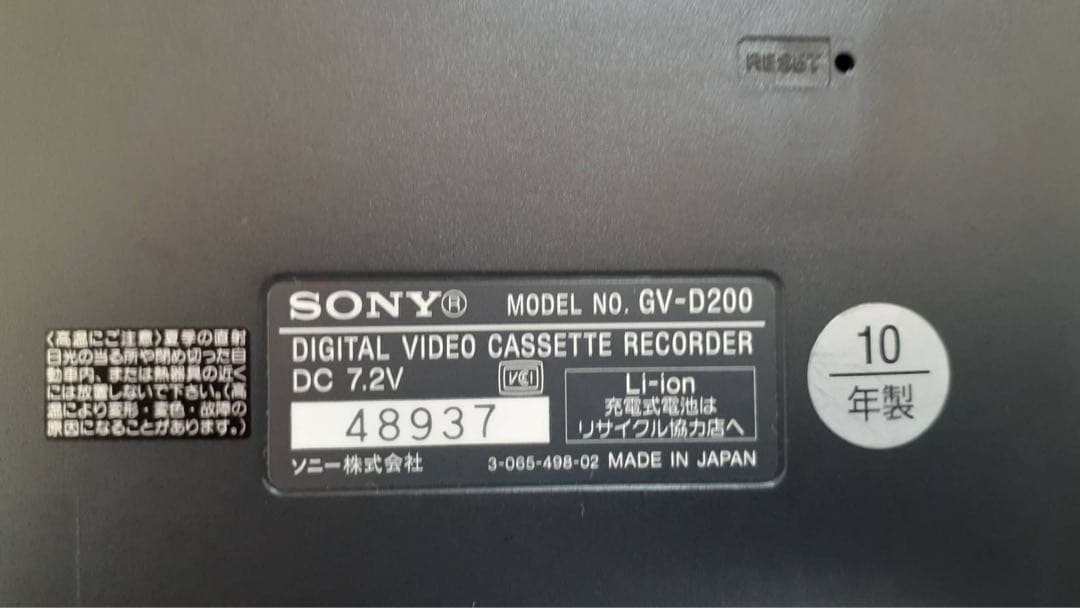 RESET
SONY® MODEL NO. GV-D200
DIGITAL VIDEO CASSETTE RECORDER
DC 7.2V
VCI
Li-ion
充電式電池は
リサイクル協力店へ
48937
ソニー株式会社
3-065-498-02 MADE IN JAPAN
〈高温にご注意〉夏季の直射
日光の当る所や閉め切った自
動車内、または熱器具の近く
には放置しないで下さい。(高
温により変形・変色・故障の
原因になることがあります。)
10
年製